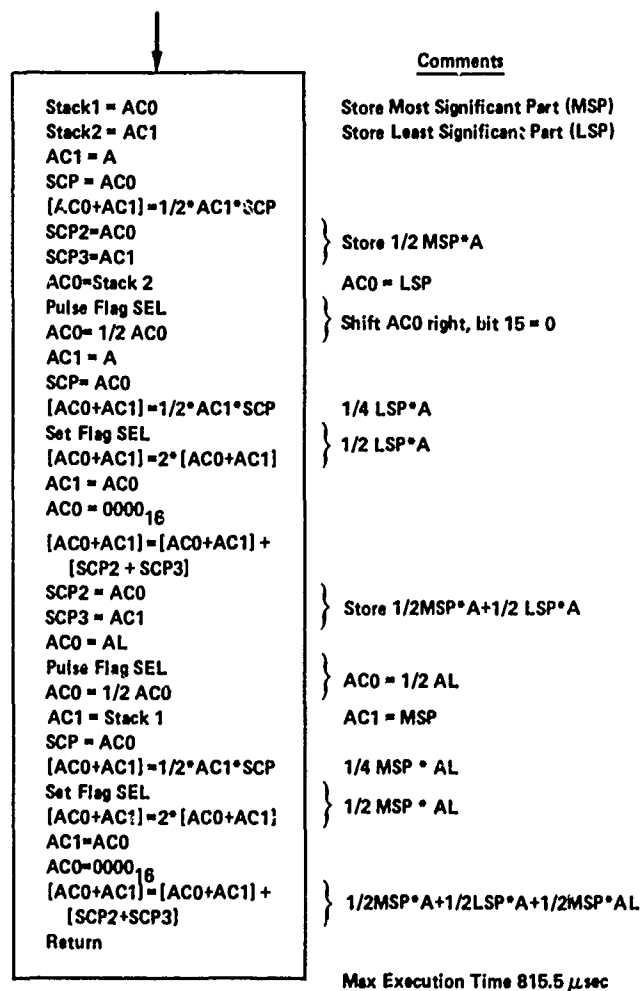 Comments
Stack1 = AC0 Store Most Significant Part (MSP)
Stack2 = AC1 Store Least Significant Part (LSP)
AC1 = A
SCP = AC0
[AC0+AC1]=1/2*AC1*SCP
SCP2=AC0
SCP3=AC1
} Store 1/2 MSP*A
AC0=Stack 2 AC0 = LSP
Pulse Flag SEL
AC0= 1/2 AC0
} Shift AC0 right, bit 15 = 0
AC1 = A
SCP= AC0
[AC0+AC1]=1/2*AC1*SCP 1/4 LSP*A
Set Flag SEL
[AC0+AC1]=2*[AC0+AC1]
} 1/2 LSP*A
AC1 = AC0
AC0 = 0000₁₆
[AC0+AC1]=[AC0+AC1] +
[SCP2 + SCP3]
SCP2 = AC0
SCP3 = AC1
} Store 1/2MSP*A+1/2 LSP*A
AC0 = AL
Pulse Flag SEL
AC0 = 1/2 AC0
} AC0 = 1/2 AL
AC1 = Stack 1 AC1 = MSP
SCP = AC0
[AC0+AC1]=1/2*AC1*SCP 1/4 MSP * AL
Set Flag SEL
[AC0+AC1]=2*[AC0+AC1]
} 1/2 MSP * AL
AC1=AC0
AC0=0000₁₆
[AC0+AC1]=[AC0+AC1] +
[SCP2+SCP3]
} 1/2MSP*A+1/2LSP*A+1/2MSP*AL
Return
Max Execution Time 815.5 μsec